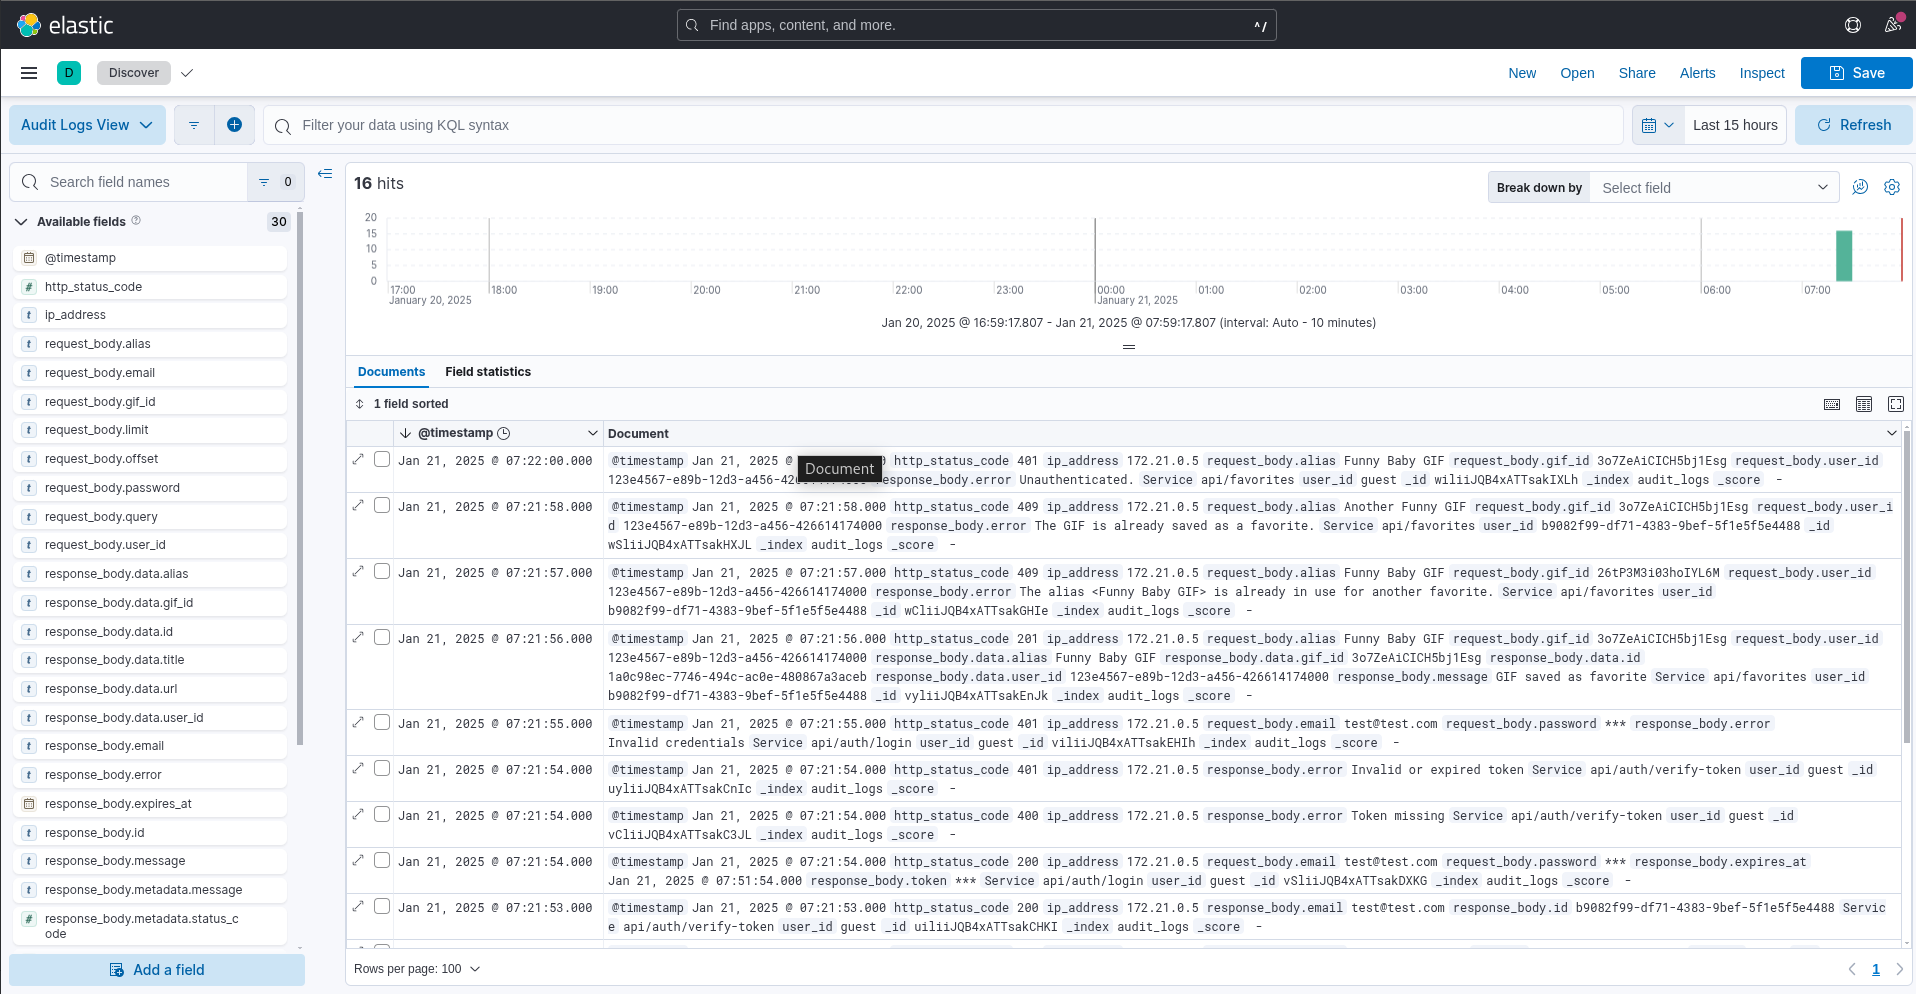 elastic
Find apps, content, and more.
^/
D
Discover
New
Open
Share
Alerts
Inspect
Save
Audit Logs View
Filter your data using KQL syntax
Last 15 hours
Refresh
Search field names
0
Available fields
30
@timestamp
http_status_code
ip_address
request_body.alias
request_body.email
request_body.gif_id
request_body.limit
request_body.offset
request_body.password
request_body.query
request_body.user_id
response_body.data.alias
response_body.data.gif_id
response_body.data.id
response_body.data.title
response_body.data.url
response_body.data.user_id
response_body.email
response_body.error
response_body.expires_at
response_body.id
response_body.message
response_body.metadata.message
response_body.metadata.status_c
ode
Add a field
16 hits
Break down by
Select field
20
15
10
5
0
17:00 18:00 19:00 20:00 21:00 22:00 23:00 00:00 01:00 02:00 03:00 04:00 05:00 06:00 07:00
January 20, 2025 January 21, 2025
Jan 20, 2025 @ 16:59:17.807 - Jan 21, 2025 @ 07:59:17.807 (interval: Auto - 10 minutes)
Documents Field statistics
1 field sorted
@timestamp Document
Document
Jan 21, 2025 @ 07:22:00.000 @timestamp Jan 21, 2025 @ http_status_code 401 ip_address 172.21.0.5 request_body.alias Funny Baby GIF request_body.gif_id 3o7ZeAiCICH5bj1Esg request_body.user_id
123e4567-e89b-12d3-a456-42 esponse_body.error Unauthenticated. Service api/favorites user_id guest _id wiliiJQB4xATTsakIXLh _index audit_logs _score -
Jan 21, 2025 @ 07:21:58.000 @timestamp Jan 21, 2025 @ 07:21:58.000 http_status_code 409 ip_address 172.21.0.5 request_body.alias Another Funny GIF request_body.gif_id 3o7ZeAiCICH5bj1Esg request_body.user_i
d 123e4567-e89b-12d3-a456-426614174000 response_body.error The GIF is already saved as a favorite. Service api/favorites user_id b9082f99-df71-4383-9bef-5f1e5f5e4488 _id
wSliiJQB4xATTsakHXJL _index audit_logs _score -
Jan 21, 2025 @ 07:21:57.000 @timestamp Jan 21, 2025 @ 07:21:57.000 http_status_code 409 ip_address 172.21.0.5 request_body.alias Funny Baby GIF request_body.gif_id 26tP3M3i03hoIYL6M request_body.user_id
123e4567-e89b-12d3-a456-426614174000 response_body.error The alias <Funny Baby GIF> is already in use for another favorite. Service api/favorites user_id
b9082f99-df71-4383-9bef-5f1e5f5e4488 _id wCliiJQB4xATTsakGHIe _index audit_logs _score -
Jan 21, 2025 @ 07:21:56.000 @timestamp Jan 21, 2025 @ 07:21:56.000 http_status_code 201 ip_address 172.21.0.5 request_body.alias Funny Baby GIF request_body.gif_id 3o7ZeAiCICH5bj1Esg request_body.user_id
123e4567-e89b-12d3-a456-426614174000 response_body.data.alias Funny Baby GIF response_body.data.gif_id 3o7ZeAiCICH5bj1Esg response_body.data.id
1a0c98ec-7746-494c-ac0e-480867a3aceb response_body.data.user_id 123e4567-e89b-12d3-a456-426614174000 response_body.message GIF saved as favorite Service api/favorites user_id
b9082f99-df71-4383-9bef-5f1e5f5e4488 _id vyliiJQB4xATTsakEnJk _index audit_logs _score -
Jan 21, 2025 @ 07:21:55.000 @timestamp Jan 21, 2025 @ 07:21:55.000 http_status_code 401 ip_address 172.21.0.5 request_body.email test@test.com request_body.password *** response_body.error
Invalid credentials Service api/auth/login user_id guest _id viliiJQB4xATTsakEHIh _index audit_logs _score -
Jan 21, 2025 @ 07:21:54.000 @timestamp Jan 21, 2025 @ 07:21:54.000 http_status_code 401 ip_address 172.21.0.5 response_body.error Invalid or expired token Service api/auth/verify-token user_id guest _id
uyliiJQB4xATTsakCnIc _index audit_logs _score -
Jan 21, 2025 @ 07:21:54.000 @timestamp Jan 21, 2025 @ 07:21:54.000 http_status_code 400 ip_address 172.21.0.5 response_body.error Token missing Service api/auth/verify-token user_id guest _id
vCliiJQB4xATTsakC3JL _index audit_logs _score -
Jan 21, 2025 @ 07:21:54.000 @timestamp Jan 21, 2025 @ 07:21:54.000 http_status_code 200 ip_address 172.21.0.5 request_body.email test@test.com request_body.password *** response_body.expires_at
Jan 21, 2025 @ 07:51:54.000 response_body.token *** Service api/auth/login user_id guest _id vSliiJQB4xATTsakDXKG _index audit_logs _score -
Jan 21, 2025 @ 07:21:53.000 @timestamp Jan 21, 2025 @ 07:21:53.000 http_status_code 200 ip_address 172.21.0.5 response_body.email test@test.com response_body.id b9082f99-df71-4383-9bef-5f1e5f5e4488 Servic
e api/auth/verify-token user_id guest _id uiliiJQB4xATTsakCHKI _index audit_logs _score -
Rows per page: 100
1